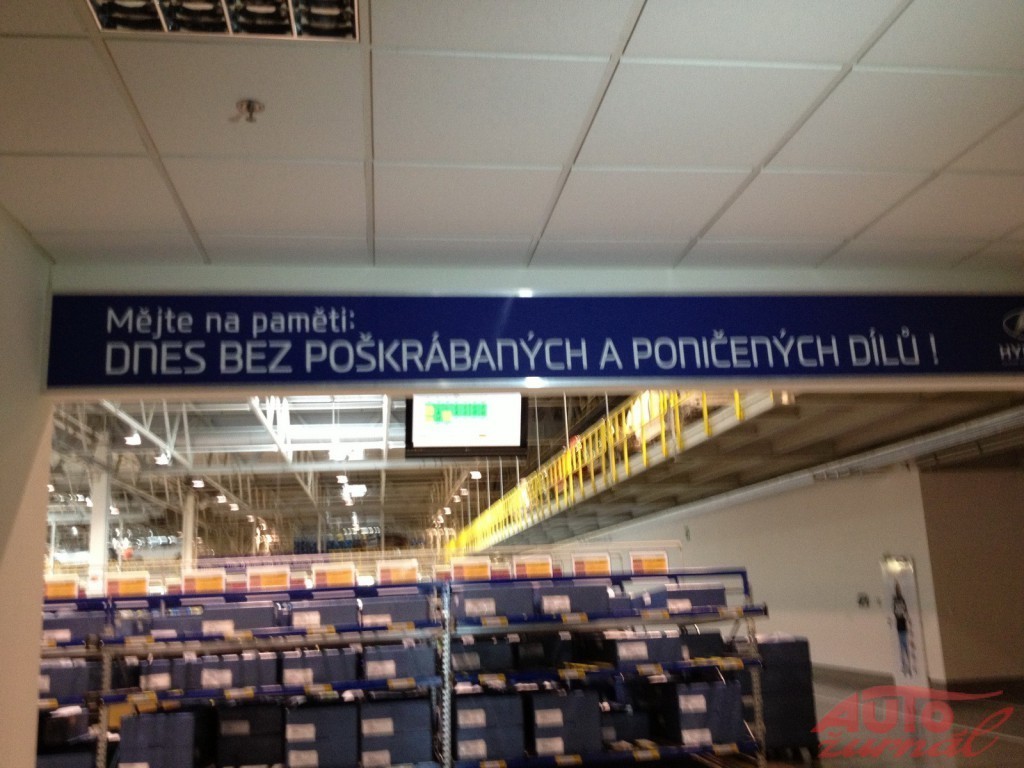 Mějte na paměti:
DNES BEZ POŠKRÁBANÝCH A PONIČENÝCH DÍLŮ !
AUTO
žurnál